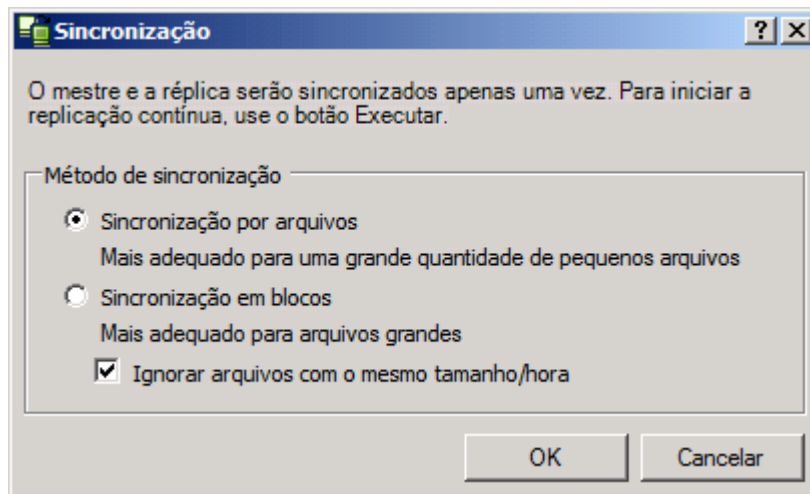 Sincronização
O mestre e a réplica serão sincronizados apenas uma vez. Para iniciar a
replicação contínua, use o botão Executar.
Método de sincronização
Sincronização por arquivos
Mais adequado para uma grande quantidade de pequenos arquivos
Sincronização em blocos
Mais adequado para arquivos grandes
Ignorar arquivos com o mesmo tamanho/hora
OK Cancelar